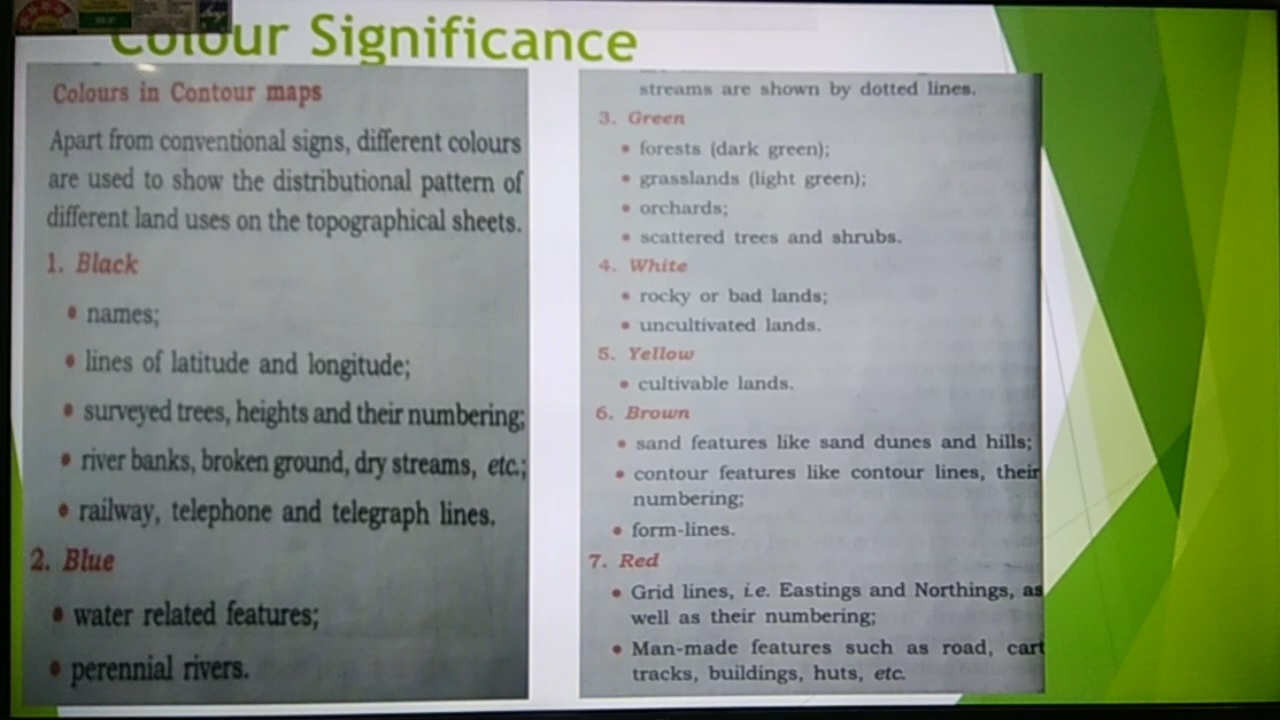 Colour Significance
Colours in Contour maps
Apart from conventional signs, different colours
are used to show the distributional pattern of
different land uses on the topographical sheets.
1. Black
• names;
• lines of latitude and longitude;
• surveyed trees, heights and their numbering;
• river banks, broken ground, dry streams, etc.;
• railway, telephone and telegraph lines.
2. Blue
• water related features;
• perennial rivers.
streams are shown by dotted lines.
3. Green
• forests (dark green);
• grasslands (light green);
• orchards;
• scattered trees and shrubs.
4. White
• rocky or bad lands;
• uncultivated lands.
5. Yellow
• cultivable lands.
6. Brown
• sand features like sand dunes and hills;
• contour features like contour lines, their
numbering;
• form-lines.
7. Red
• Grid lines, i.e. Eastings and Northings, as
well as their numbering;
• Man-made features such as road, cart
tracks, buildings, huts, etc.